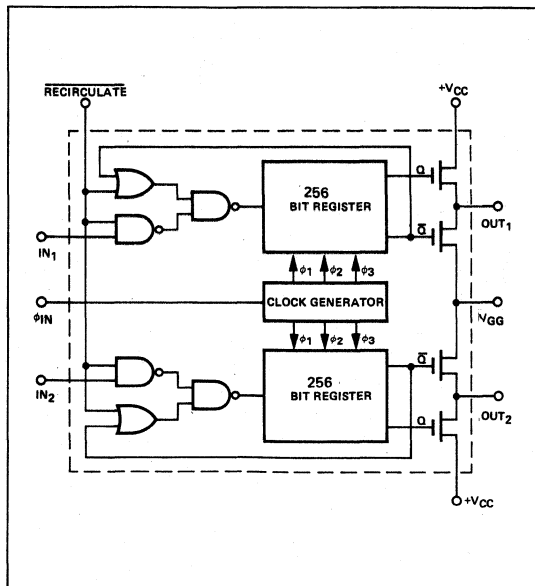 RECIRCULATE
+VCC
256
BIT REGISTER
Q
Q̅
OUT1
IN1
ϕ1 ϕ2 ϕ3
ϕIN
CLOCK GENERATOR
VGG
ϕ1 ϕ2 ϕ3
IN2
256
BIT REGISTER
Q̅
Q
OUT2
+VCC